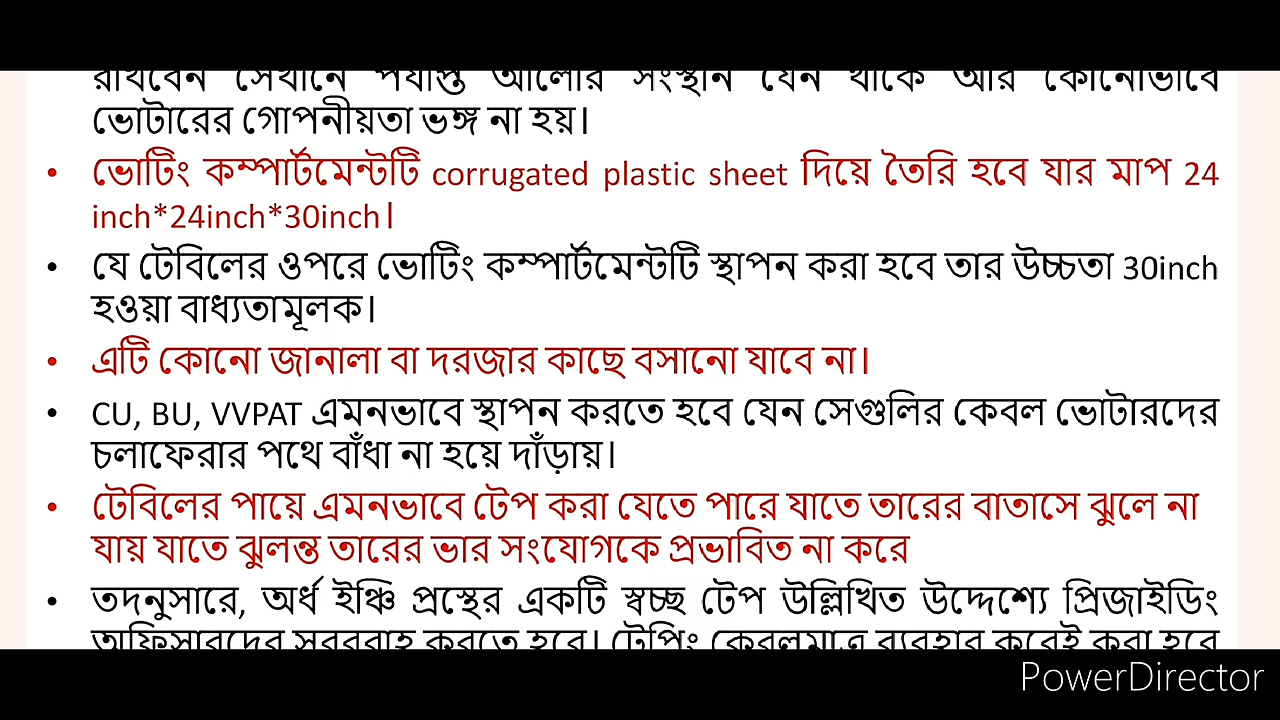 রাখবেন সেখানে পর্যাপ্ত আলোর সংস্থান যেন থাকে আর কোনোভাবে
ভোটারের গোপনীয়তা ভঙ্গ না হয়।
• ভোটিং কম্পার্টমেন্টটি corrugated plastic sheet দিয়ে তৈরি হবে যার মাপ 24
inch*24inch*30inch।
• যে টেবিলের ওপরে ভোটিং কম্পার্টমেন্টটি স্থাপন করা হবে তার উচ্চতা 30inch
হওয়া বাধ্যতামূলক।
• এটি কোনো জানালা বা দরজার কাছে বসানো যাবে না।
• CU, BU, VVPAT এমনভাবে স্থাপন করতে হবে যেন সেগুলির কেবল ভোটারদের
চলাফেরার পথে বাঁধা না হয়ে দাঁড়ায়।
• টেবিলের পায়ে এমনভাবে টেপ করা যেতে পারে যাতে তারের বাতাসে ঝুলে না
যায় যাতে ঝুলন্ত তারের ভার সংযোগকে প্রভাবিত না করে
• তদনুসারে, অর্ধ ইঞ্চি প্রস্থের একটি স্বচ্ছ টেপ উল্লিখিত উদ্দেশ্যে প্রিজাইডিং
অফিসারদের সরবরাহ করতে হবে। টেপিং কেবলমাত্র ব্যবহার করেই করা হবে
PowerDirector